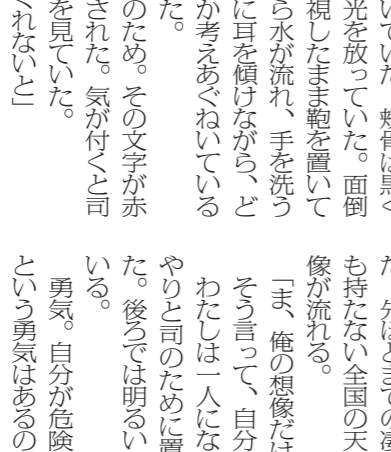 いていた。頬骨は黒く
光を放っていた。面倒
視したまま鞄を置いて
ら水が流れ、手を洗う
に耳を傾けながら、ど
か考えあぐねいている
た。
のため。その文字が赤
された。気が付くと司
を見ていた。
くれないと」
た。先ほどまでの凄
も持たない全国の天
像が流れる。
「ま、俺の想像だけ
そう言って、自分
わたしは一人にな
やりと司のために置
た。後ろでは明るい
いる。
勇気。自分が危険
という勇気はあるの